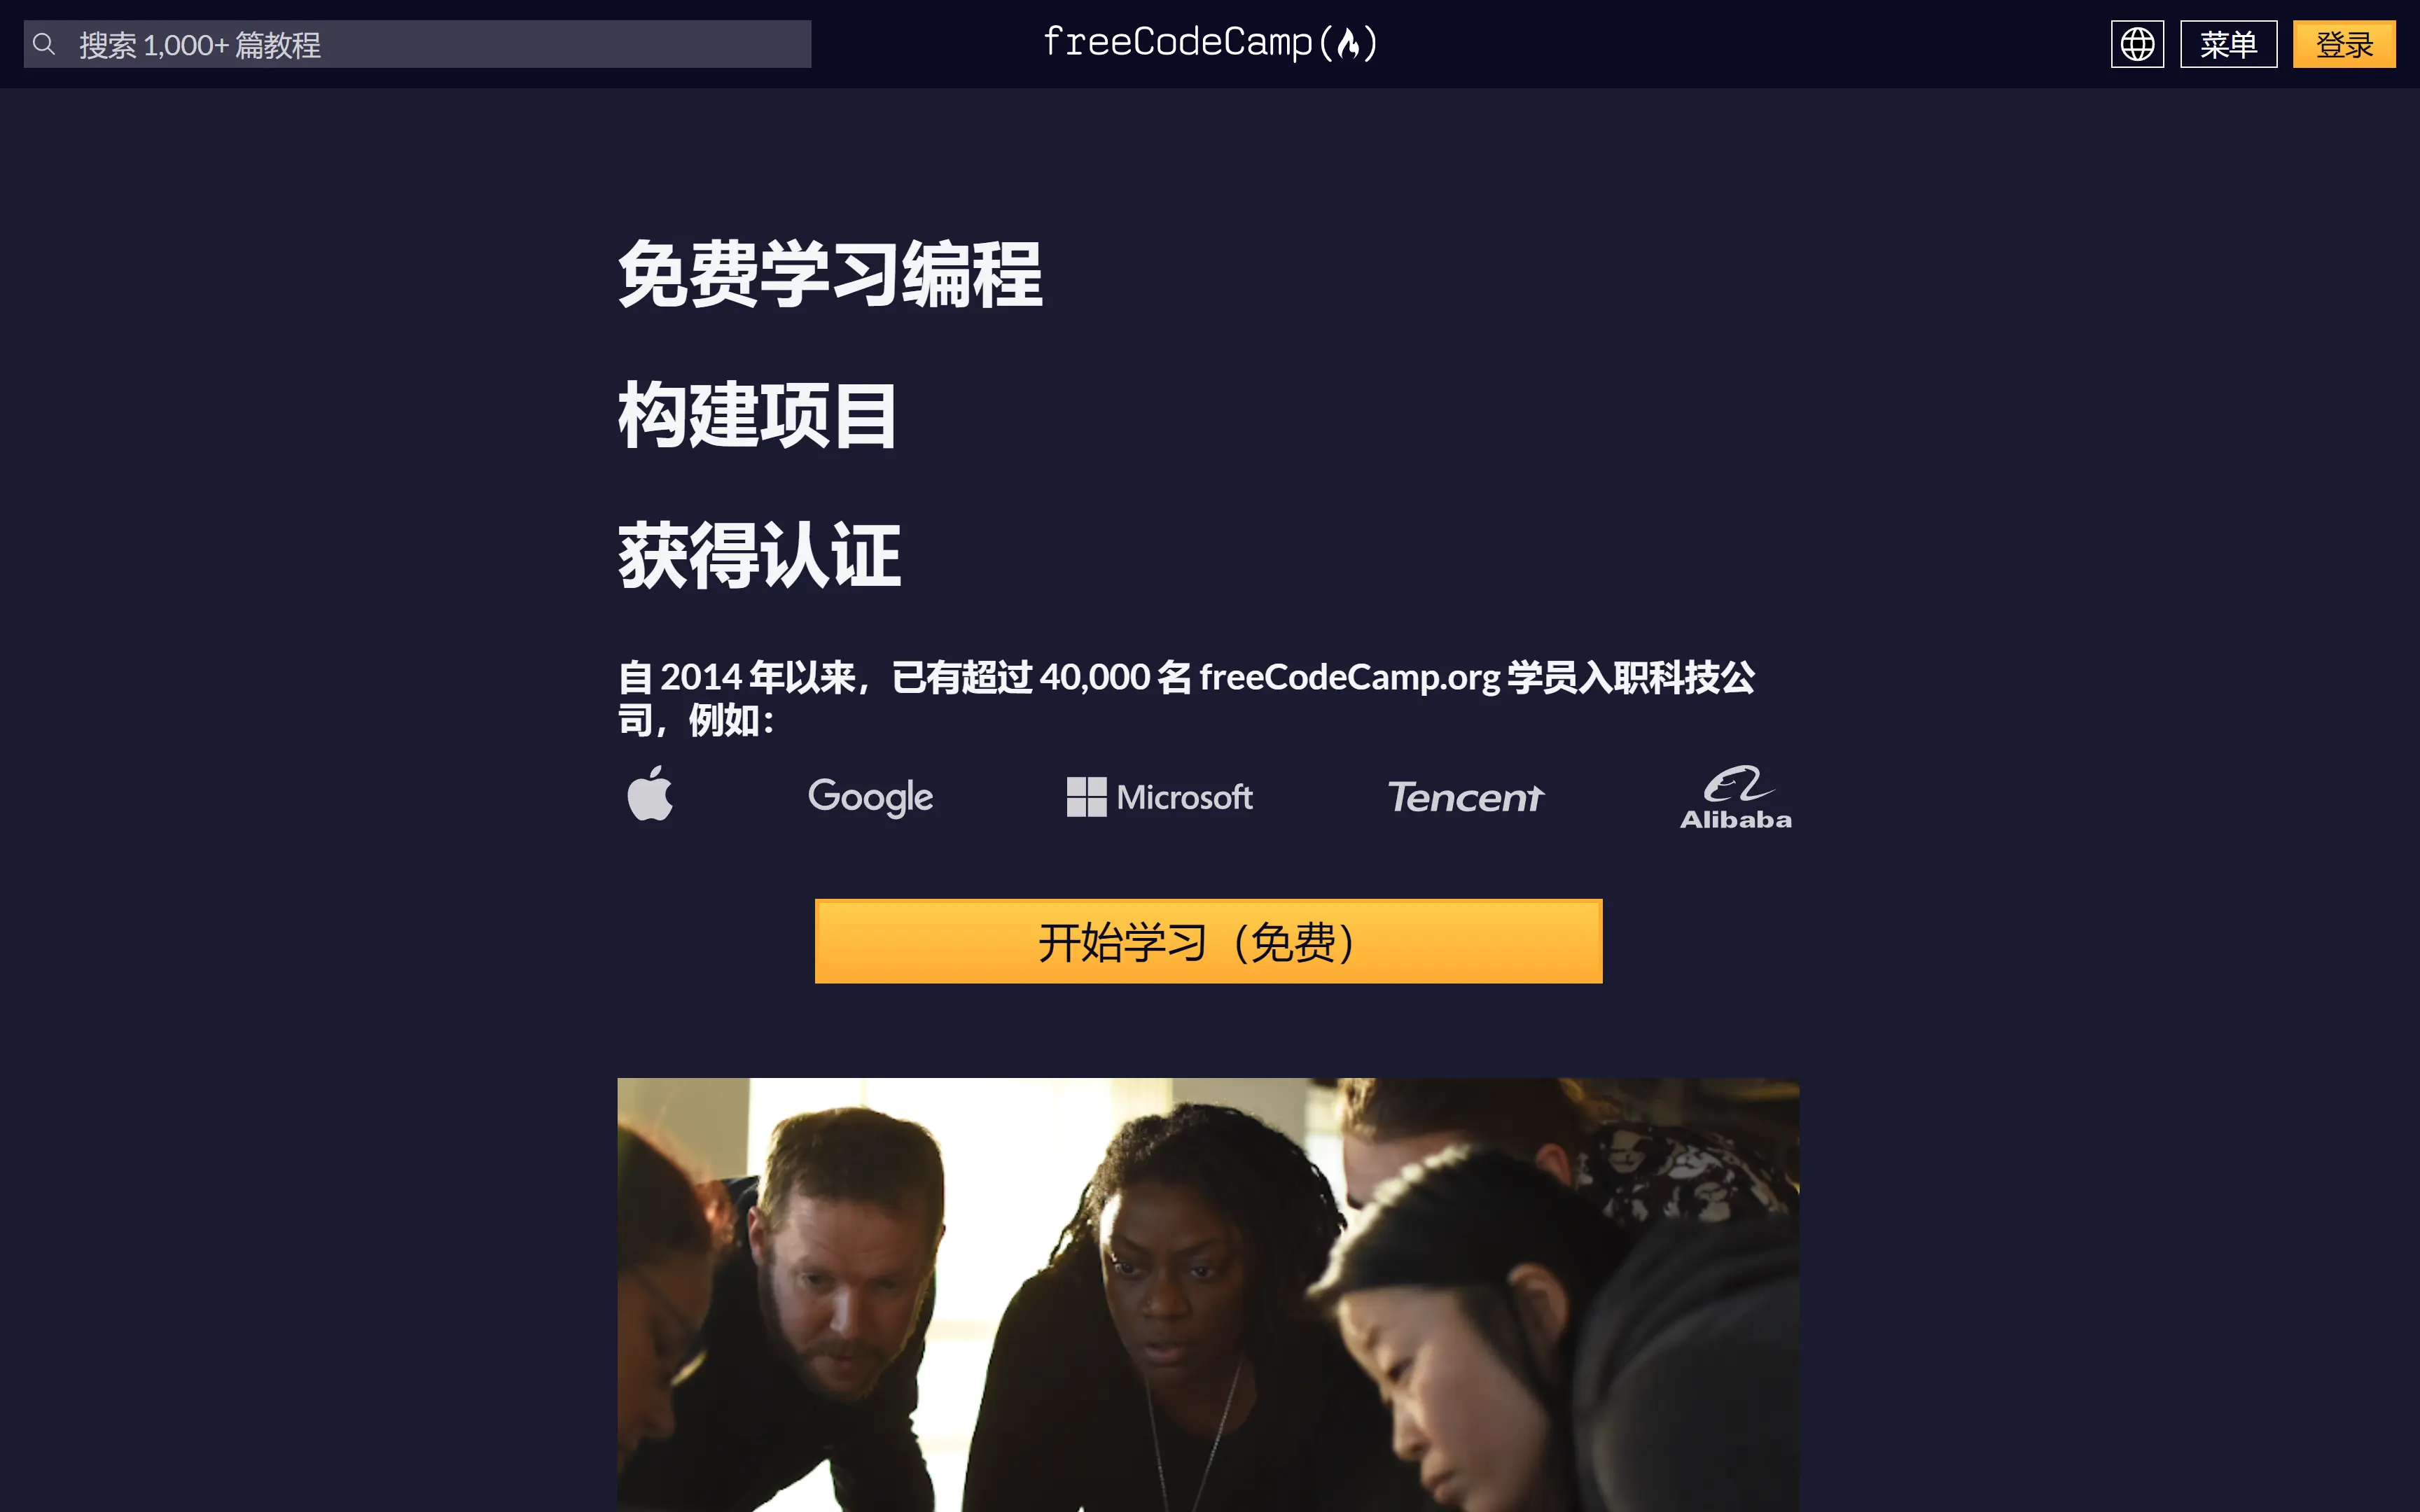 搜索 1,000+ 篇教程
freeCodeCamp(🔥)
菜单
登录
免费学习编程
构建项目
获得认证
自 2014 年以来，已有超过 40,000 名 freeCodeCamp.org 学员入职科技公
司，例如：
Google
Microsoft
Tencent
Alibaba
开始学习（免费）